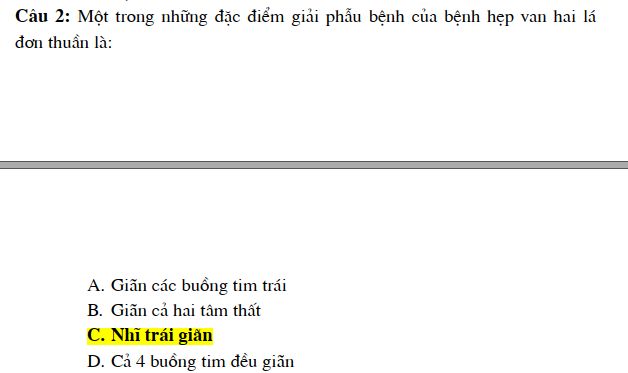 Câu 2: Một trong những đặc điểm giải phẫu bệnh của bệnh hẹp van hai lá
đơn thuần là:
A. Giãn các buồng tim trái
B. Giãn cả hai tâm thất
C. Nhĩ trái giãn
D. Cả 4 buồng tim đều giãn